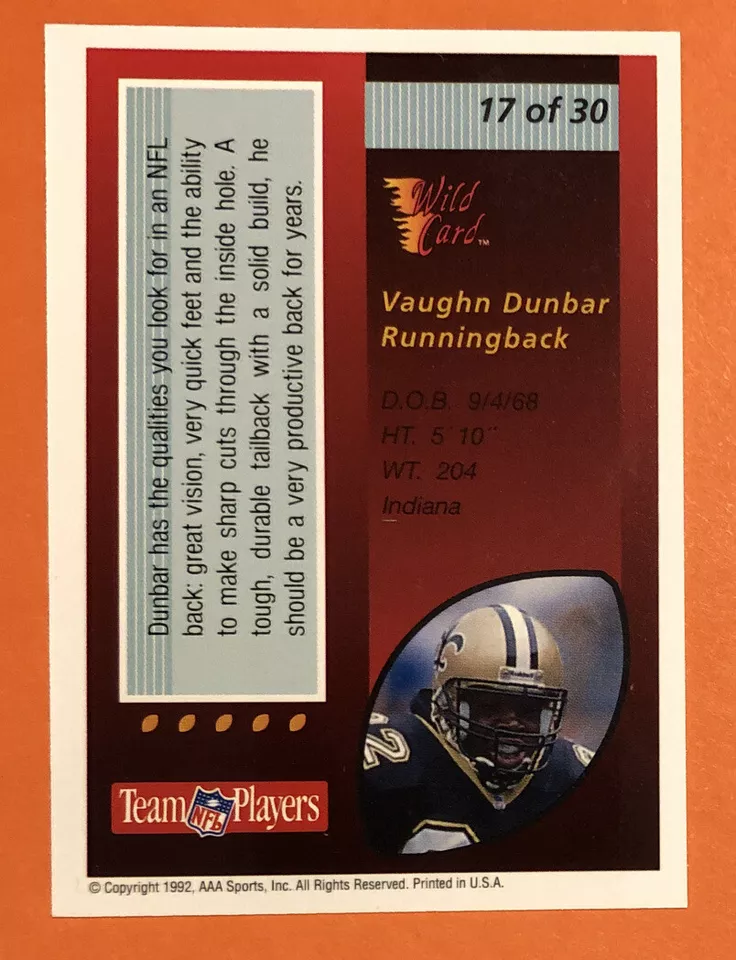 17 of 30
Wild
Card™
Vaughn Dunbar
Runningback
D.O.B. 9/4/68
HT. 5' 10"
WT. 204
Indiana
Dunbar has the qualities you look for in an NFL
back: great vision, very quick feet and the ability
to make sharp cuts through the inside hole. A
tough, durable tailback with a solid build, he
should be a very productive back for years.
Riddell
32
Team NFL Players
© Copyright 1992, AAA Sports, Inc. All Rights Reserved. Printed in U.S.A.